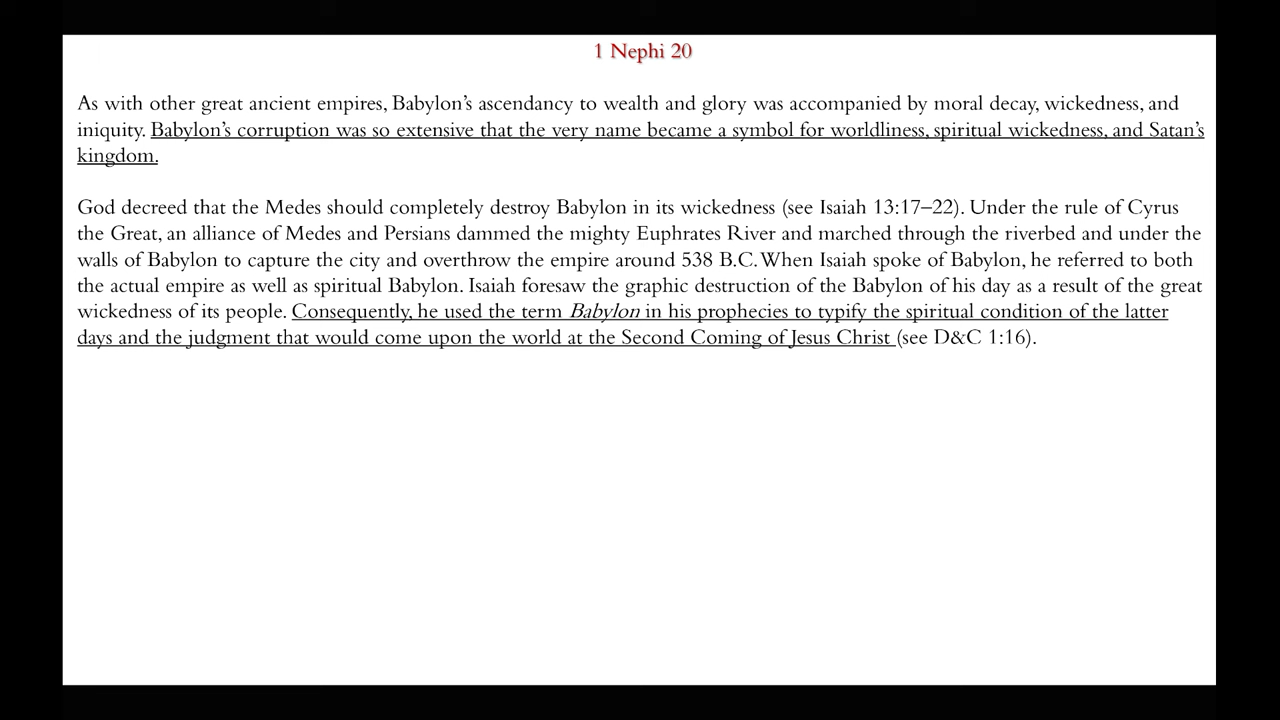 1 Nephi 20
As with other great ancient empires, Babylon’s ascendancy to wealth and glory was accompanied by moral decay, wickedness, and
iniquity. Babylon’s corruption was so extensive that the very name became a symbol for worldliness, spiritual wickedness, and Satan’s
kingdom.
God decreed that the Medes should completely destroy Babylon in its wickedness (see Isaiah 13:17–22). Under the rule of Cyrus
the Great, an alliance of Medes and Persians dammed the mighty Euphrates River and marched through the riverbed and under the
walls of Babylon to capture the city and overthrow the empire around 538 B.C. When Isaiah spoke of Babylon, he referred to both
the actual empire as well as spiritual Babylon. Isaiah foresaw the graphic destruction of the Babylon of his day as a result of the great
wickedness of its people. Consequently, he used the term Babylon in his prophecies to typify the spiritual condition of the latter
days and the judgment that would come upon the world at the Second Coming of Jesus Christ (see D&C 1:16).